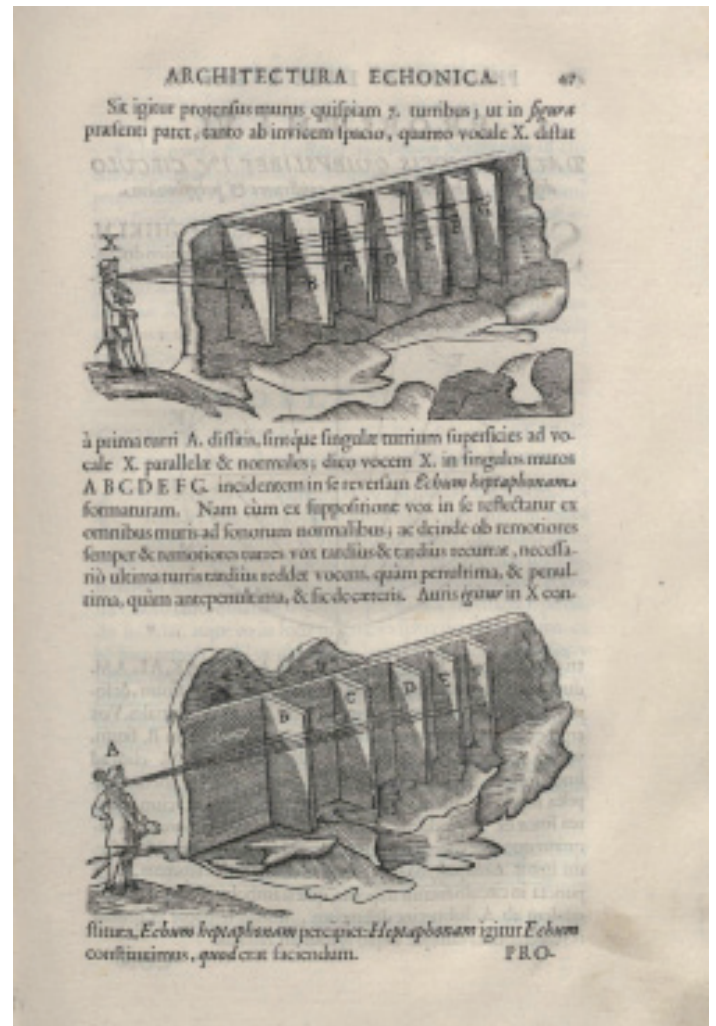 ARCHITECTURA ECHONICA. 47
Sit igitur protensus murus quispiam 7. turribus; ut in figura
præsenti patet, tanto ab invicem spacio, quanto vocale X. distat
X
A B C D
à prima turri A. dissitis, sintque singulæ turrium superficies ad vo-
cale X. parallelæ & normales; dico vocem X. in singulos muros
A B C D E F G. incidentem in se reversam Echum heptaphonam
formaturam. Nam cùm ex suppositione vox in se reflectatur ex
omnibus muris ad sonorum normalibus; ac deinde ob remotiores
semper & remotiores turres vox tardius & tardius recurrat, necessa-
riò ultima turris tardius reddet vocem, quàm penultima, & penul-
tima, quàm antepenultima, & sic de cæteris. Auris igitur in X con-
A
B C D E F
stituta, Echum heptaphonam percipiet: Heptaphonam igitur Echum
constituimus, quod erat faciendum. PRO-